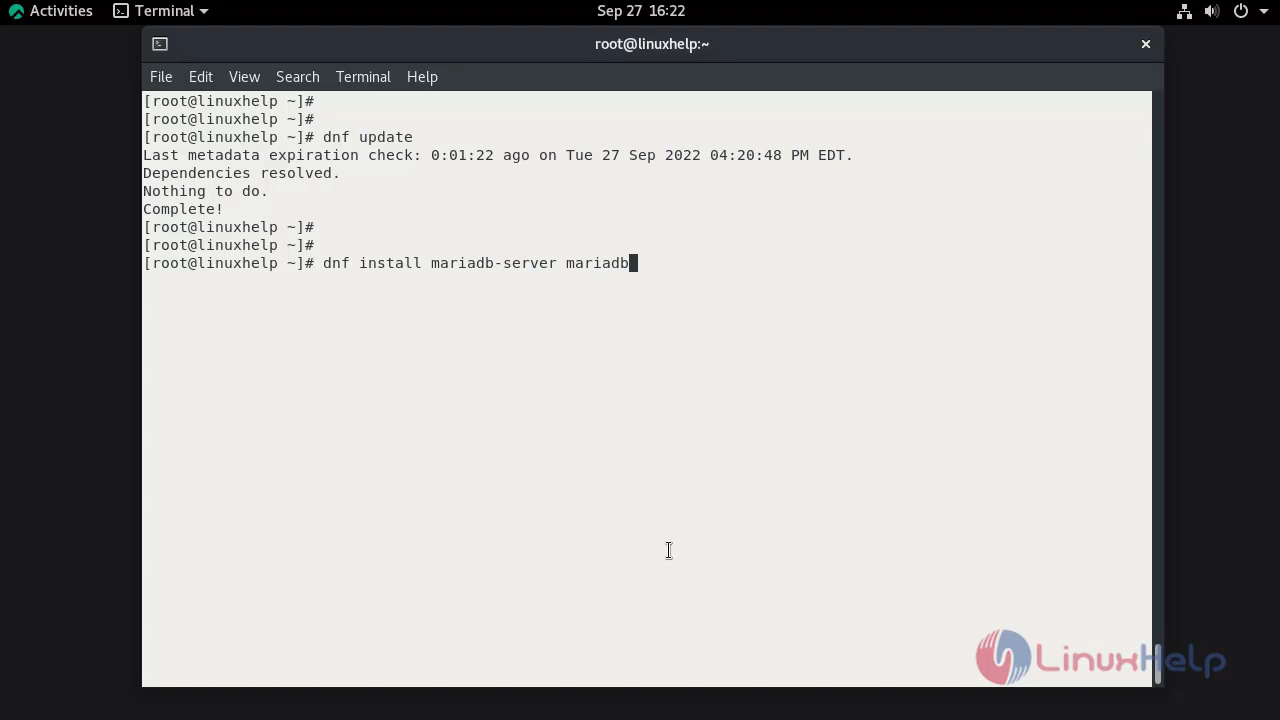 Activities Terminal Sep 27 16:22
root@linuxhelp:~
File Edit View Search Terminal Help
[root@linuxhelp ~]#
[root@linuxhelp ~]#
[root@linuxhelp ~]# dnf update
Last metadata expiration check: 0:01:22 ago on Tue 27 Sep 2022 04:20:48 PM EDT.
Dependencies resolved.
Nothing to do.
Complete!
[root@linuxhelp ~]#
[root@linuxhelp ~]#
[root@linuxhelp ~]# dnf install mariadb-server mariadb
LinuxHelp